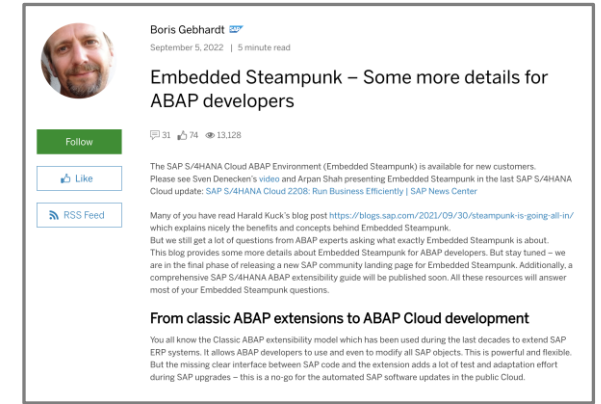 Boris Gebhardt SAP
September 5, 2022 | 5 minute read
Embedded Steampunk – Some more details for
ABAP developers
31 74 13,128
Follow
Like
RSS Feed
The SAP S/4HANA Cloud ABAP Environment (Embedded Steampunk) is available for new customers.
Please see Sven Denecken's video and Arpan Shah presenting Embedded Steampunk in the last SAP S/4HANA
Cloud update: SAP S/4HANA Cloud 2208: Run Business Efficiently | SAP News Center
Many of you have read Harald Kuck's blog post https://blogs.sap.com/2021/09/30/steampunk-is-going-all-in/
which explains nicely the benefits and concepts behind Embedded Steampunk.
But we still get a lot of questions from ABAP experts asking what exactly Embedded Steampunk is about.
This blog provides some more details about Embedded Steampunk for ABAP developers. But stay tuned – we
are in the final phase of releasing a new SAP community landing page for Embedded Steampunk. Additionally, a
comprehensive SAP S/4HANA ABAP extensibility guide will be published soon. All these resources will answer
most of your Embedded Steampunk questions.
From classic ABAP extensions to ABAP Cloud development
You all know the Classic ABAP extensibility model which has been used during the last decades to extend SAP
ERP systems. It allows ABAP developers to use and even to modify all SAP objects. This is powerful and flexible.
But the missing clear interface between SAP code and the extension adds a lot of test and adaptation effort
during SAP upgrades – this is a no-go for the automated SAP software updates in the public Cloud.